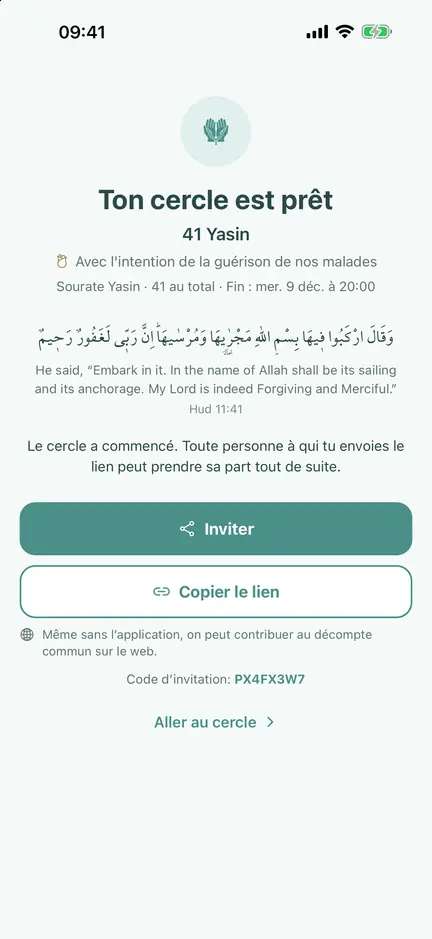 09:41
Ton cercle est prêt
41 Yasin
Avec l'intention de la guérison de nos malades
Sourate Yasin · 41 au total · Fin : mer. 9 déc. à 20:00
وَقَالَ ارْكَبُوا فٖيهَا بِسْمِ اللّٰهِ مَجْرٰۭۙيهَا وَمُرْسٰيهَاؕ اِنَّ رَبّٖى لَغَفُورٌ رَحٖيمٌ
He said, “Embark in it. In the name of Allah shall be its sailing
and its anchorage. My Lord is indeed Forgiving and Merciful.”
Hud 11:41
Le cercle a commencé. Toute personne à qui tu envoies le
lien peut prendre sa part tout de suite.
Inviter
Copier le lien
Même sans l'application, on peut contribuer au décompte
commun sur le web.
Code d’invitation: PX4FX3W7
Aller au cercle